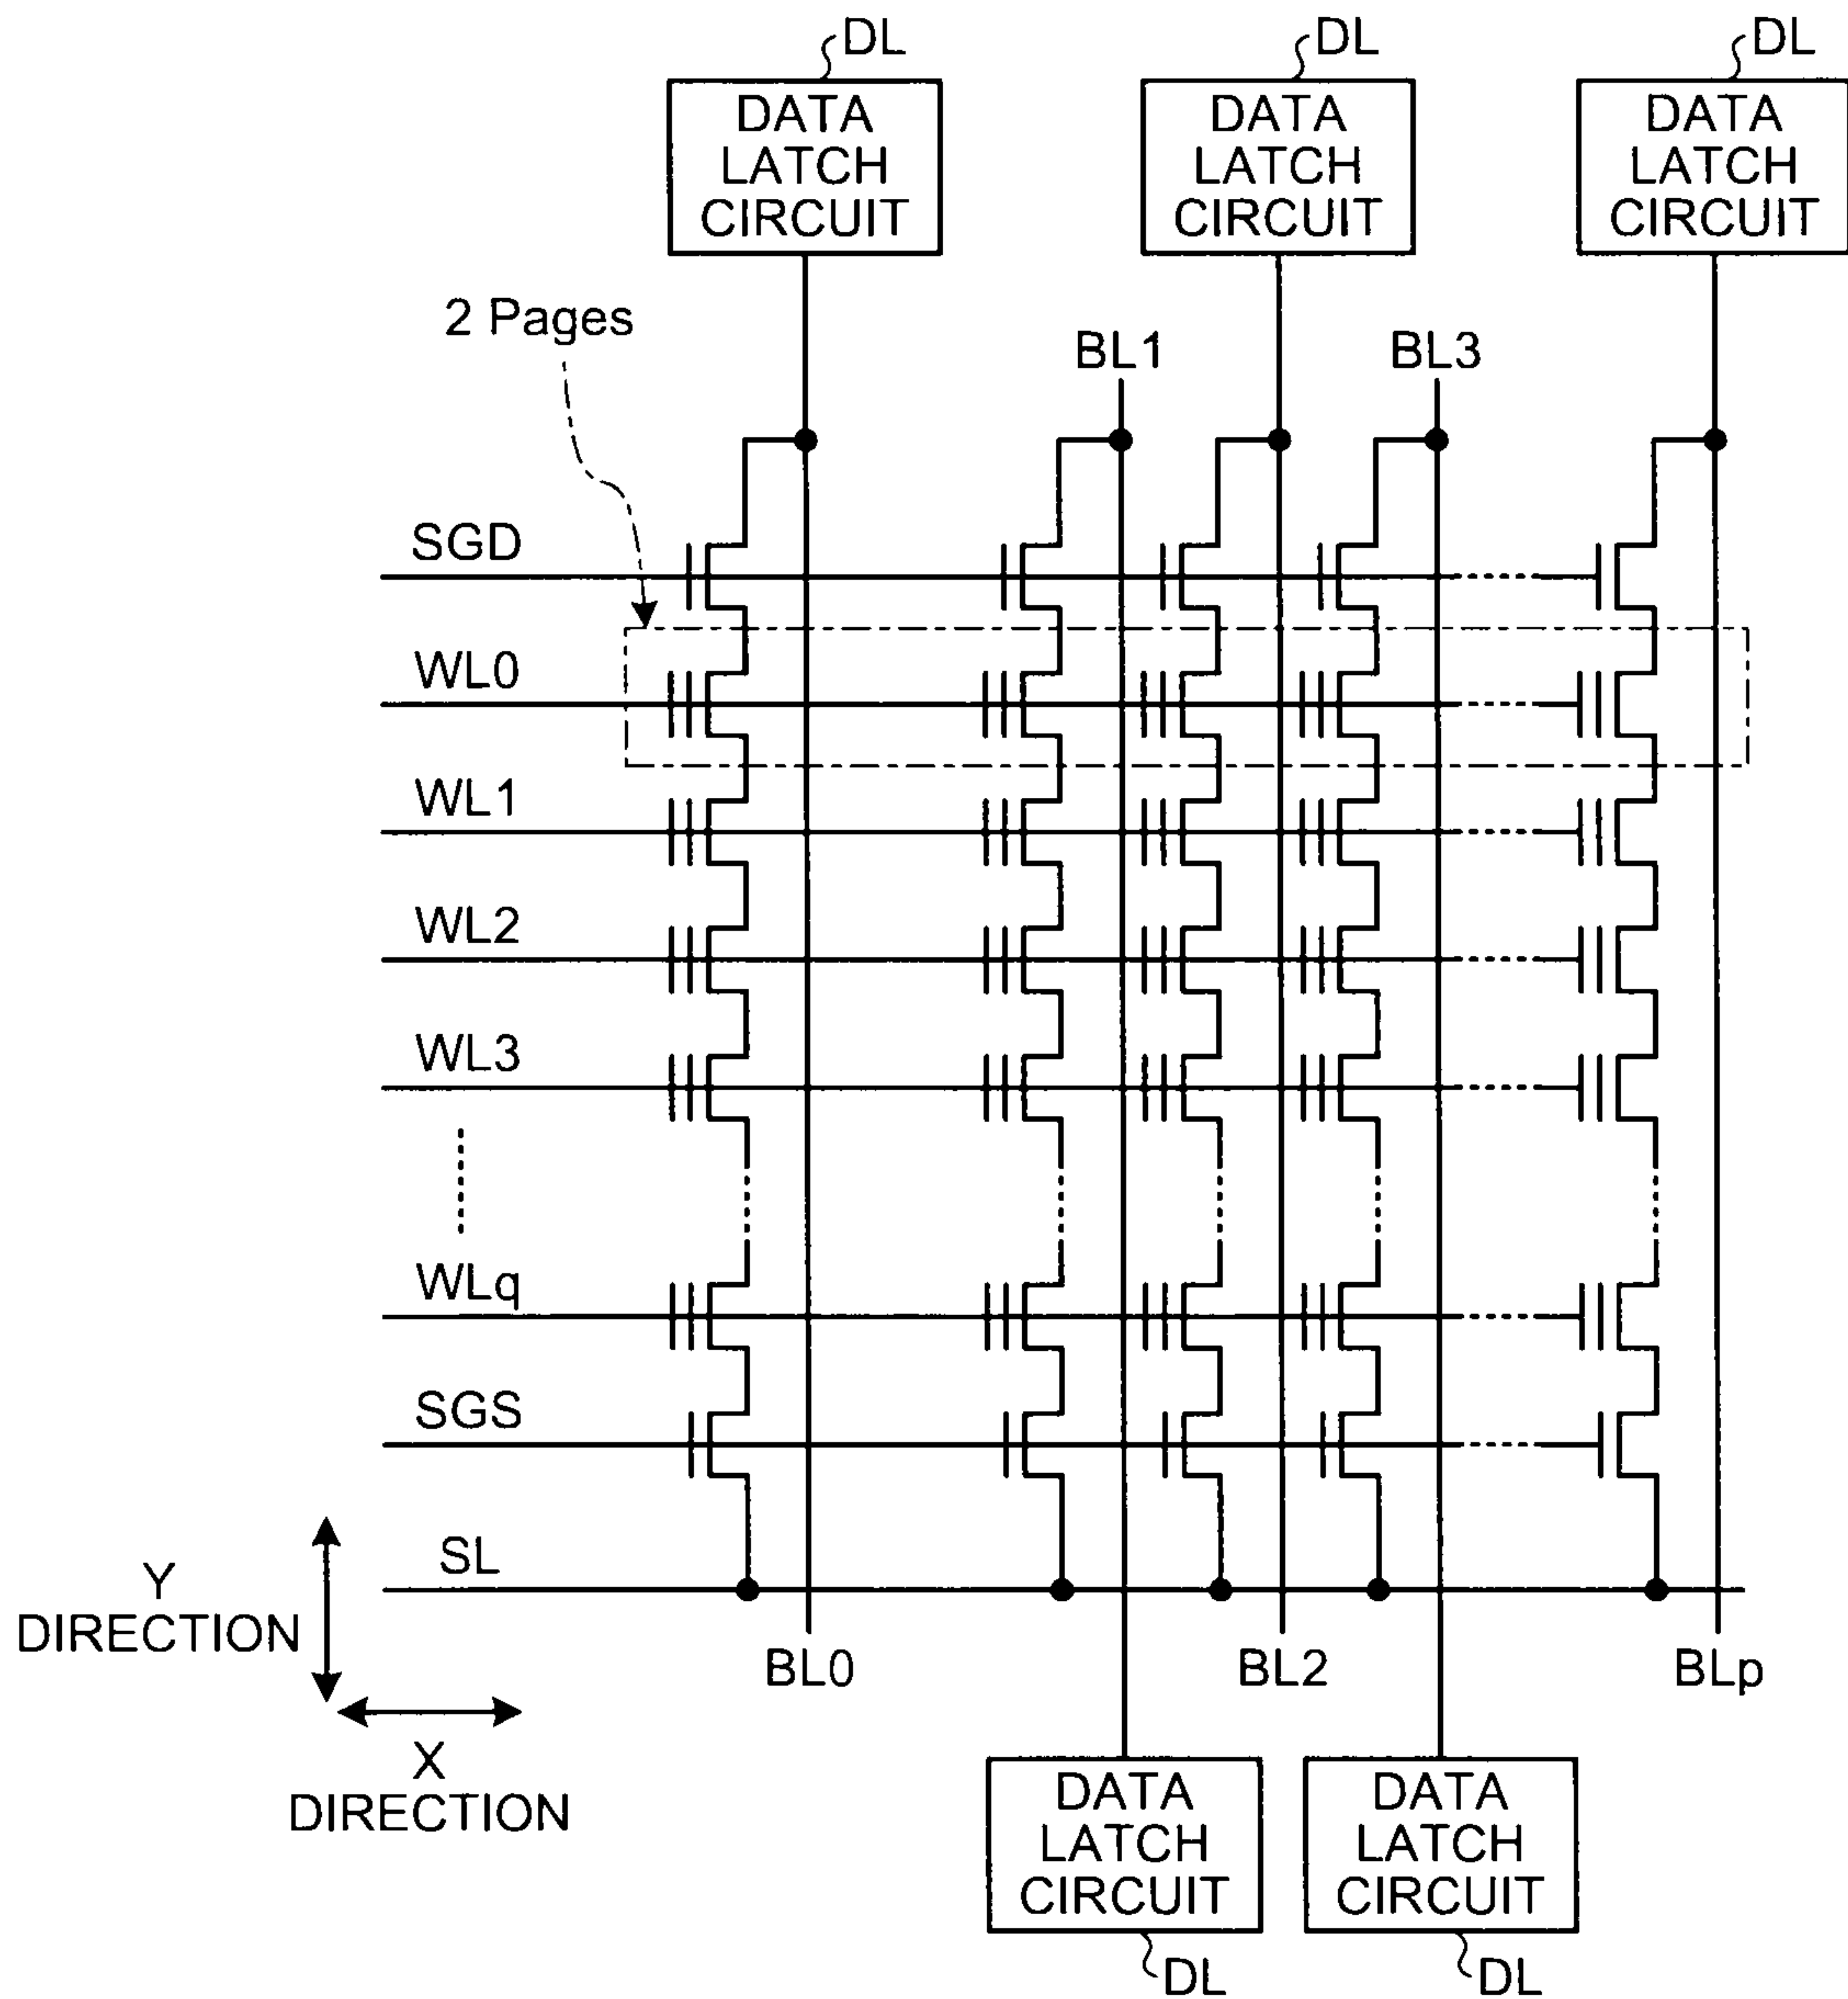 DL
DL
DL
DATA
LATCH
CIRCUIT
DATA
LATCH
CIRCUIT
DATA
LATCH
CIRCUIT
2 Pages
BL1
BL3
SGD
WL0
WL1
WL2
WL3
WLq
SGS
SL
Y
DIRECTION
BL0
BL2
BLp
X
DIRECTION
DATA
LATCH
CIRCUIT
DATA
LATCH
CIRCUIT
DL
DL